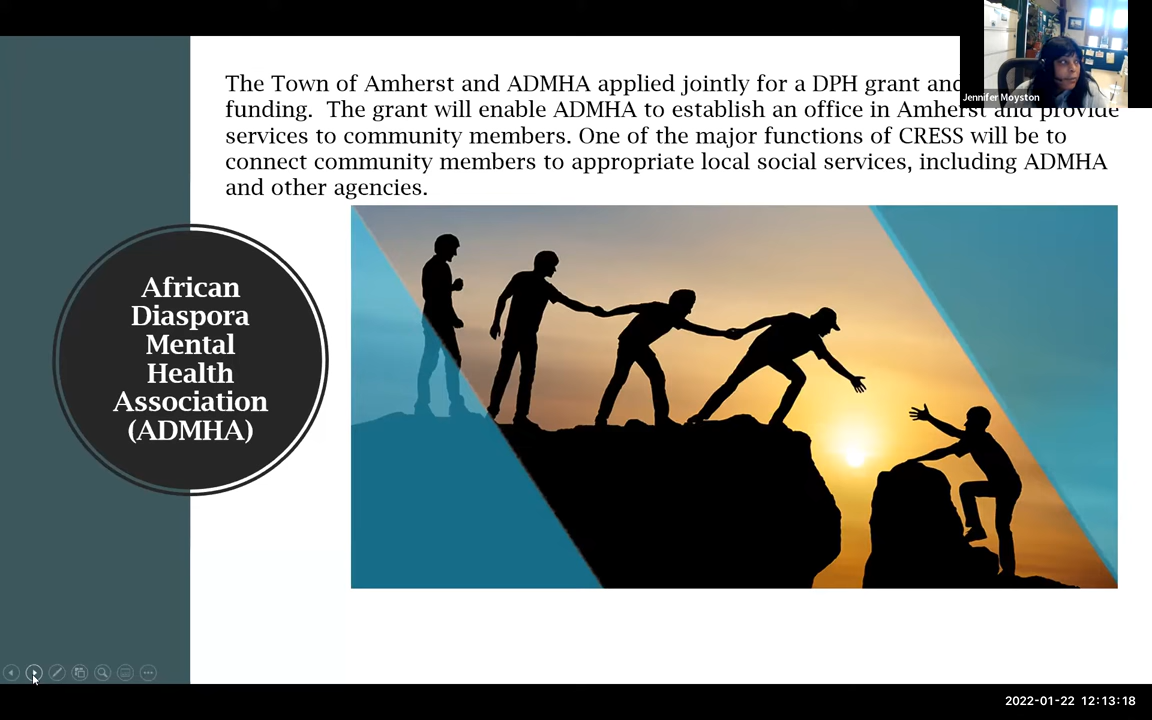 The Town of Amherst and ADMHA applied jointly for a DPH grant and
funding.  The grant will enable ADMHA to establish an office in Amherst and provide
services to community members. One of the major functions of CRESS will be to
connect community members to appropriate local social services, including ADMHA
and other agencies.
Jennifer Moyston
African
Diaspora
Mental
Health
Association
(ADMHA)
2022-01-22 12:13:18